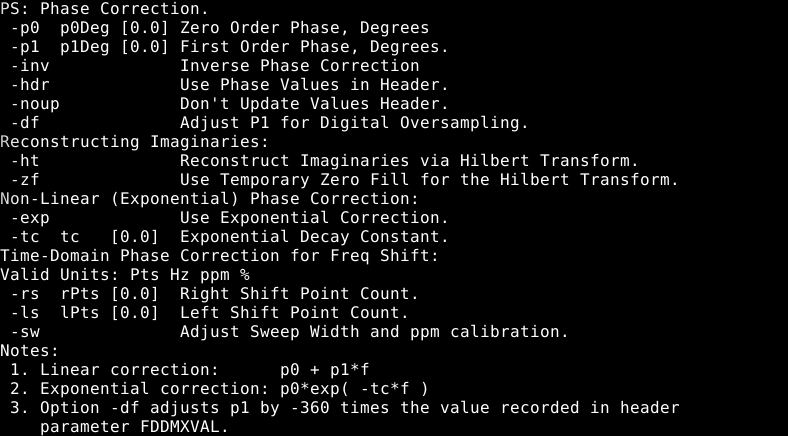 PS: Phase Correction.
 -p0  p0Deg [0.0] Zero Order Phase, Degrees
 -p1  p1Deg [0.0] First Order Phase, Degrees.
 -inv             Inverse Phase Correction
 -hdr             Use Phase Values in Header.
 -noup            Don't Update Values Header.
 -df              Adjust P1 for Digital Oversampling.
Reconstructing Imaginaries:
 -ht              Reconstruct Imaginaries via Hilbert Transform.
 -zf              Use Temporary Zero Fill for the Hilbert Transform.
Non-Linear (Exponential) Phase Correction:
 -exp             Use Exponential Correction.
 -tc  tc   [0.0]  Exponential Decay Constant.
Time-Domain Phase Correction for Freq Shift:
Valid Units: Pts Hz ppm %
 -rs  rPts [0.0]  Right Shift Point Count.
 -ls  lPts [0.0]  Left Shift Point Count.
 -sw              Adjust Sweep Width and ppm calibration.
Notes:
 1. Linear correction:      p0 + p1*f
 2. Exponential correction: p0*exp( -tc*f )
 3. Option -df adjusts p1 by -360 times the value recorded in header
    parameter FDDMXVAL.